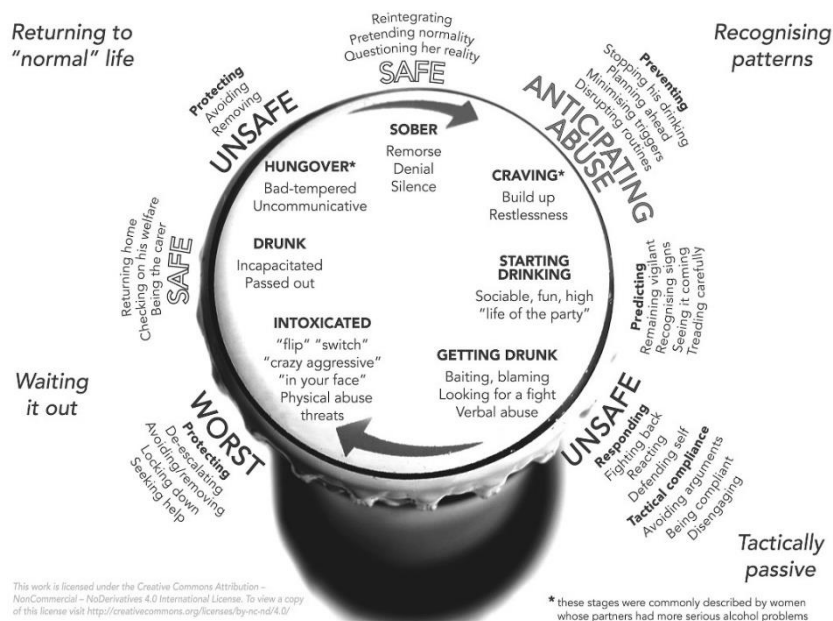 Returning to
“normal” life
Reintegrating
Pretending normality
Questioning her reality
SAFE
Recognising
patterns
Preventing
Stopping his drinking
Planning ahead
Minimising triggers
Disrupting routines
ANTICIPATING
ABUSE
Protecting
Avoiding
Removing
UNSAFE
SOBER
Remorse
Denial
Silence
HUNGOVER*
Bad-tempered
Uncommunicative
CRAVING*
Build up
Restlessness
Returning home
Checking on his welfare
Being the carer
SAFE
DRUNK
Incapacitated
Passed out
STARTING
DRINKING
Sociable, fun, high
"life of the party"
Predicting
Remaining vigilant
Recognising signs
Seeing it coming
Treading carefully
INTOXICATED
"flip" "switch"
"crazy aggressive"
"in your face"
Physical abuse
threats
GETTING DRUNK
Baiting, blaming
Looking for a fight
Verbal abuse
Waiting
it out
WORST
Protecting
De-escalating
Avoiding/removing
Locking down
Seeking help
UNSAFE
Responding
Fighting back
Reacting
Defending self
Tactical compliance
Avoiding arguments
Being compliant
Disengaging
Tactically
passive
This work is licensed under the Creative Commons Attribution –
NonCommercial – NoDerivatives 4.0 International License. To view a copy
of this license visit http://creativecommons.org/licenses/by-nc-nd/4.0/
* these stages were commonly described by women
whose partners had more serious alcohol problems